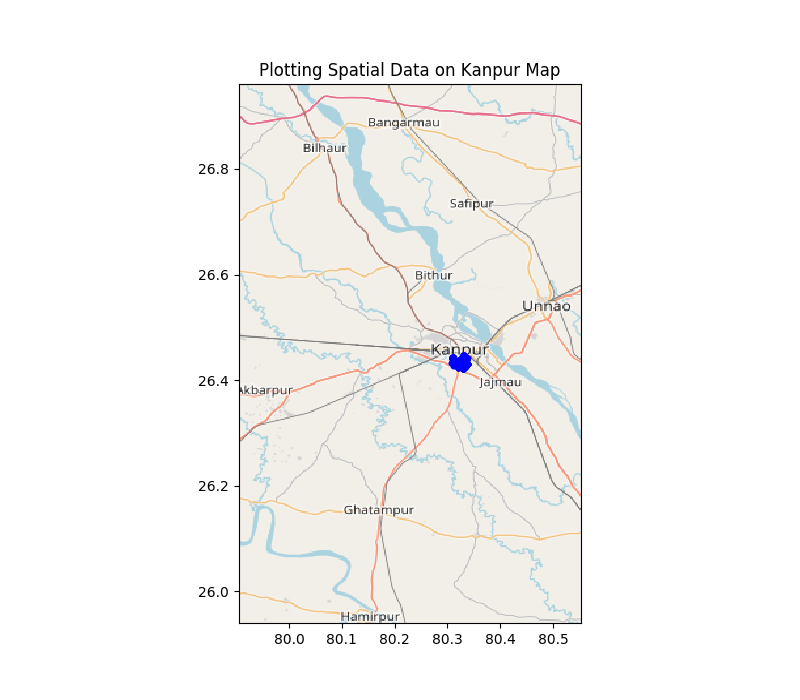 Plotting Spatial Data on Kanpur Map
Bangarmau
Bilhaur
26.8
Safipur
Bithur
26.6
Unnao
Kanpur
26.4
Jajmau
Akbarpur
26.2
Ghatampur
26.0
Hamirpur
80.0 80.1 80.2 80.3 80.4 80.5